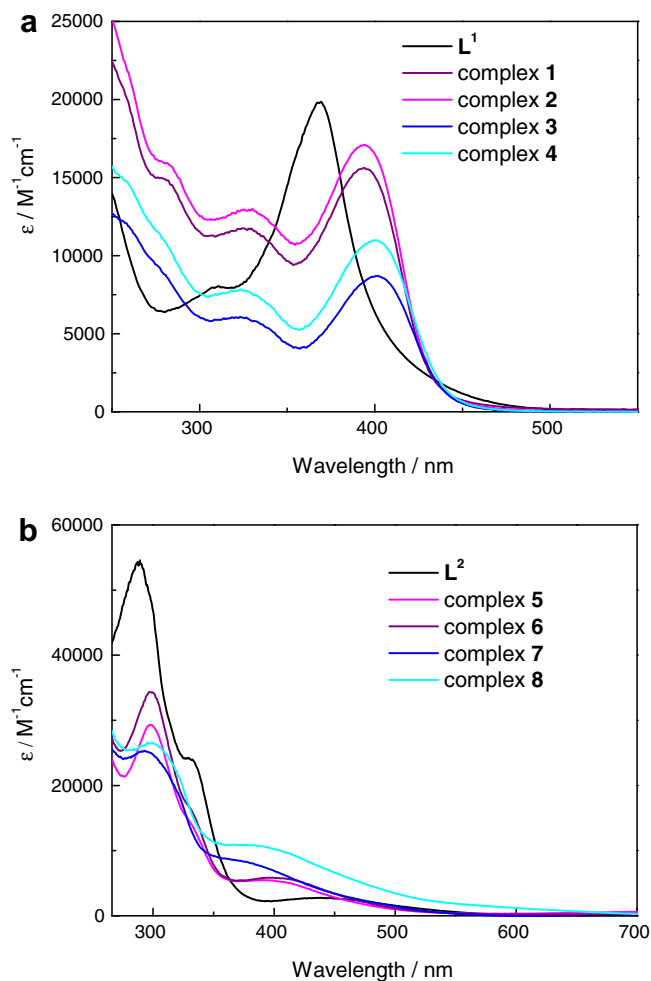 a
25000
20000
15000
10000
5000
0
ε / M⁻¹cm⁻¹
L¹
complex 1
complex 2
complex 3
complex 4
300
400
500
Wavelength / nm
b
60000
40000
20000
0
ε / M⁻¹cm⁻¹
L²
complex 5
complex 6
complex 7
complex 8
300
400
500
600
700
Wavelength / nm